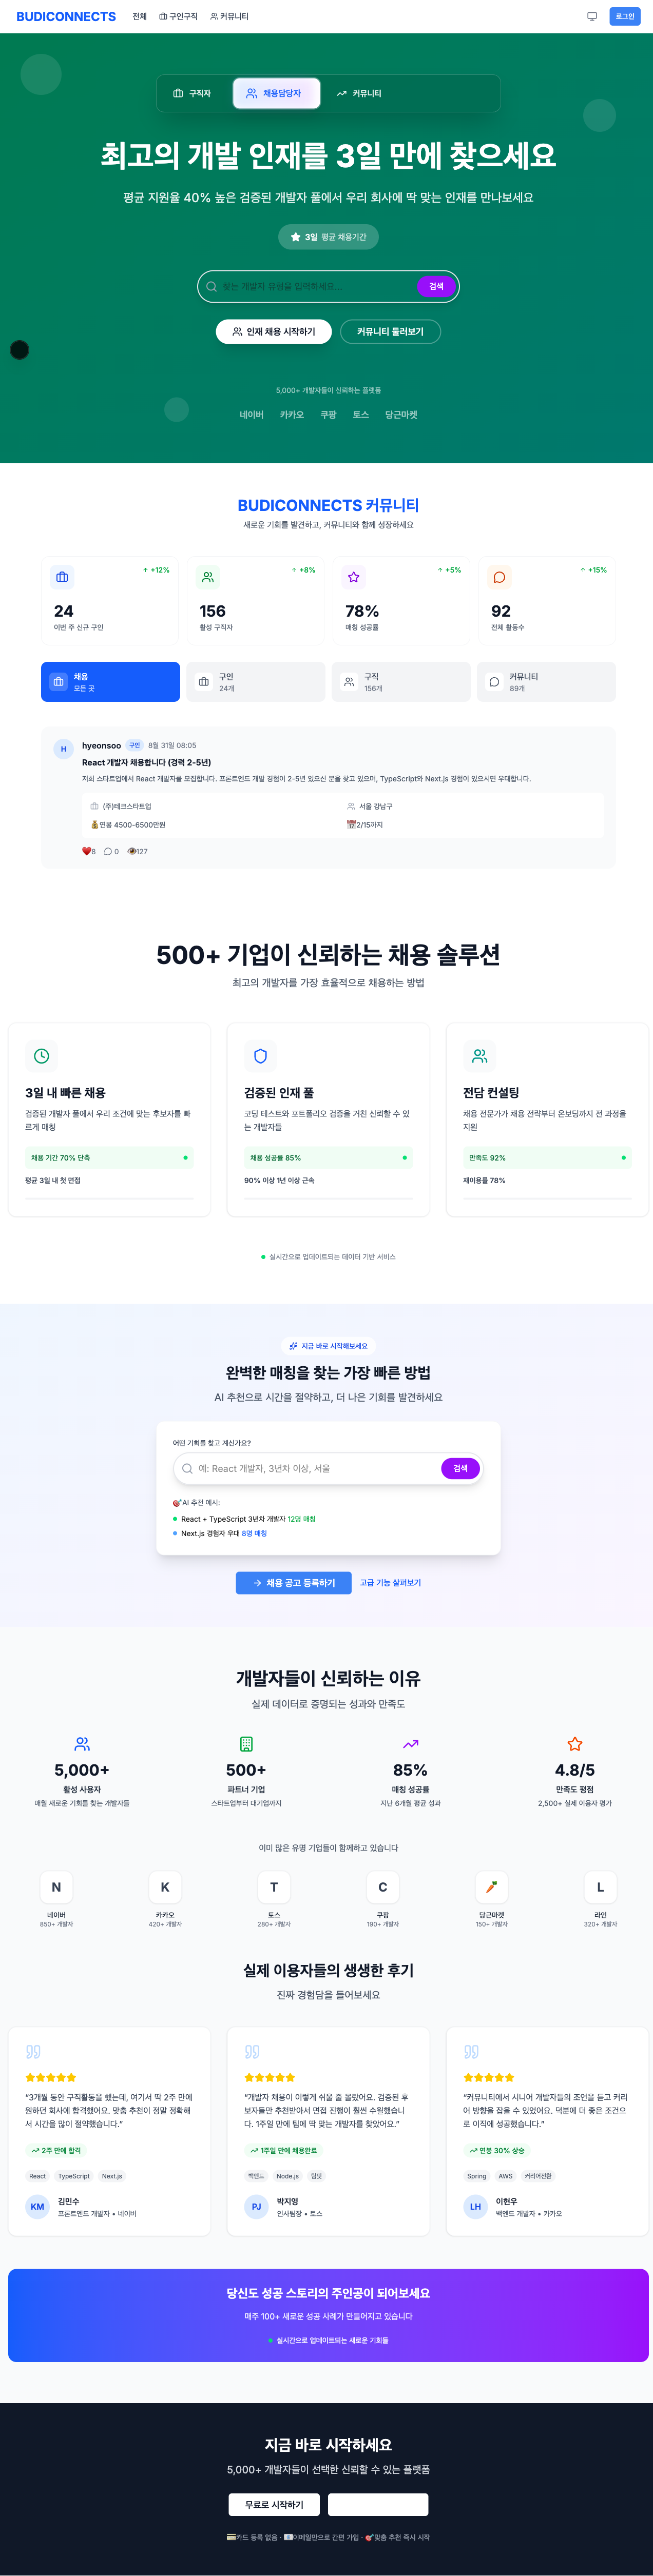 BUDICONNECTS 전체 구인구직 커뮤니티 로그인
구직자 채용담당자 커뮤니티
최고의 개발 인재를 3일 만에 찾으세요
평균 지원율 40% 높은 검증된 개발자 풀에서 우리 회사에 딱 맞는 인재를 만나보세요
3일 평균 채용기간
찾는 개발자 유형을 입력하세요... 검색
인재 채용 시작하기 커뮤니티 둘러보기
5,000+ 개발자들이 신뢰하는 플랫폼
네이버 카카오 쿠팡 토스 당근마켓
BUDICONNECTS 커뮤니티
새로운 기회를 발견하고, 커뮤니티와 함께 성장하세요
+12% +8% +5% +15%
24 156 78% 92
이번 주 신규 구인 활성 구직자 매칭 성공률 전체 활동수
채용 구인 구직 커뮤니티
모든 곳 24개 156개 89개
H hyeonsoo 구인 8월 31일 08:05
React 개발자 채용합니다 (경력 2-5년)
저희 스타트업에서 React 개발자를 모집합니다. 프론트엔드 개발 경험이 2-5년 있으신 분을 찾고 있으며, TypeScript와 Next.js 경험이 있으시면 우대합니다.
(주)테크스타트업 서울 강남구
💰연봉 4500-6500만원 📅2/15까지
❤️8 0 👁️127
500+ 기업이 신뢰하는 채용 솔루션
최고의 개발자를 가장 효율적으로 채용하는 방법
3일 내 빠른 채용
검증된 개발자 풀에서 우리 조건에 맞는 후보자를 빠
르게 매칭
채용 기간 70% 단축
평균 3일 내 첫 면접
검증된 인재 풀
코딩 테스트와 포트폴리오 검증을 거친 신뢰할 수 있
는 개발자들
채용 성공률 85%
90% 이상 1년 이상 근속
전담 컨설팅
채용 전문가가 채용 전략부터 온보딩까지 전 과정을
지원
만족도 92%
재이용률 78%
실시간으로 업데이트되는 데이터 기반 서비스
지금 바로 시작해보세요
완벽한 매칭을 찾는 가장 빠른 방법
AI 추천으로 시간을 절약하고, 더 나은 기회를 발견하세요
어떤 기회를 찾고 계신가요?
예: React 개발자, 3년차 이상, 서울 검색
🎯AI 추천 예시:
React + TypeScript 3년차 개발자 12명 매칭
Next.js 경험자 우대 8명 매칭
채용 공고 등록하기 고급 기능 살펴보기
개발자들이 신뢰하는 이유
실제 데이터로 증명되는 성과와 만족도
5,000+ 500+ 85% 4.8/5
활성 사용자 파트너 기업 매칭 성공률 만족도 평점
매월 새로운 기회를 찾는 개발자들 스타트업부터 대기업까지 지난 6개월 평균 성과 2,500+ 실제 이용자 평가
이미 많은 유명 기업들이 함께하고 있습니다
N K T C 🥕 L
네이버 카카오 토스 쿠팡 당근마켓 라인
850+ 개발자 420+ 개발자 280+ 개발자 190+ 개발자 150+ 개발자 320+ 개발자
실제 이용자들의 생생한 후기
진짜 경험담을 들어보세요
"3개월 동안 구직활동을 했는데, 여기서 딱 2주 만에
원하던 회사에 합격했어요. 맞춤 추천이 정말 정확해
서 시간을 많이 절약했습니다."
2주 만에 합격
React TypeScript Next.js
KM 김민수
프론트엔드 개발자 • 네이버
"개발자 채용이 이렇게 쉬울 줄 몰랐어요. 검증된 후
보자들만 추천받아서 면접 진행이 훨씬 수월했습니
다. 1주일 만에 팀에 딱 맞는 개발자를 찾았어요."
1주일 만에 채용완료
백엔드 Node.js 팀핏
PJ 박지영
인사팀장 • 토스
"커뮤니티에서 시니어 개발자들의 조언을 듣고 커리
어 방향을 잡을 수 있었어요. 덕분에 더 좋은 조건으
로 이직에 성공했습니다."
연봉 30% 상승
Spring AWS 커리어전환
LH 이현우
백엔드 개발자 • 카카오
당신도 성공 스토리의 주인공이 되어보세요
매주 100+ 새로운 성공 사례가 만들어지고 있습니다
실시간으로 업데이트되는 새로운 기회들
지금 바로 시작하세요
5,000+ 개발자들이 선택한 신뢰할 수 있는 플랫폼
무료로 시작하기
💳카드 등록 없음 · 📧이메일만으로 간편 가입 · 🎯맞춤 추천 즉시 시작